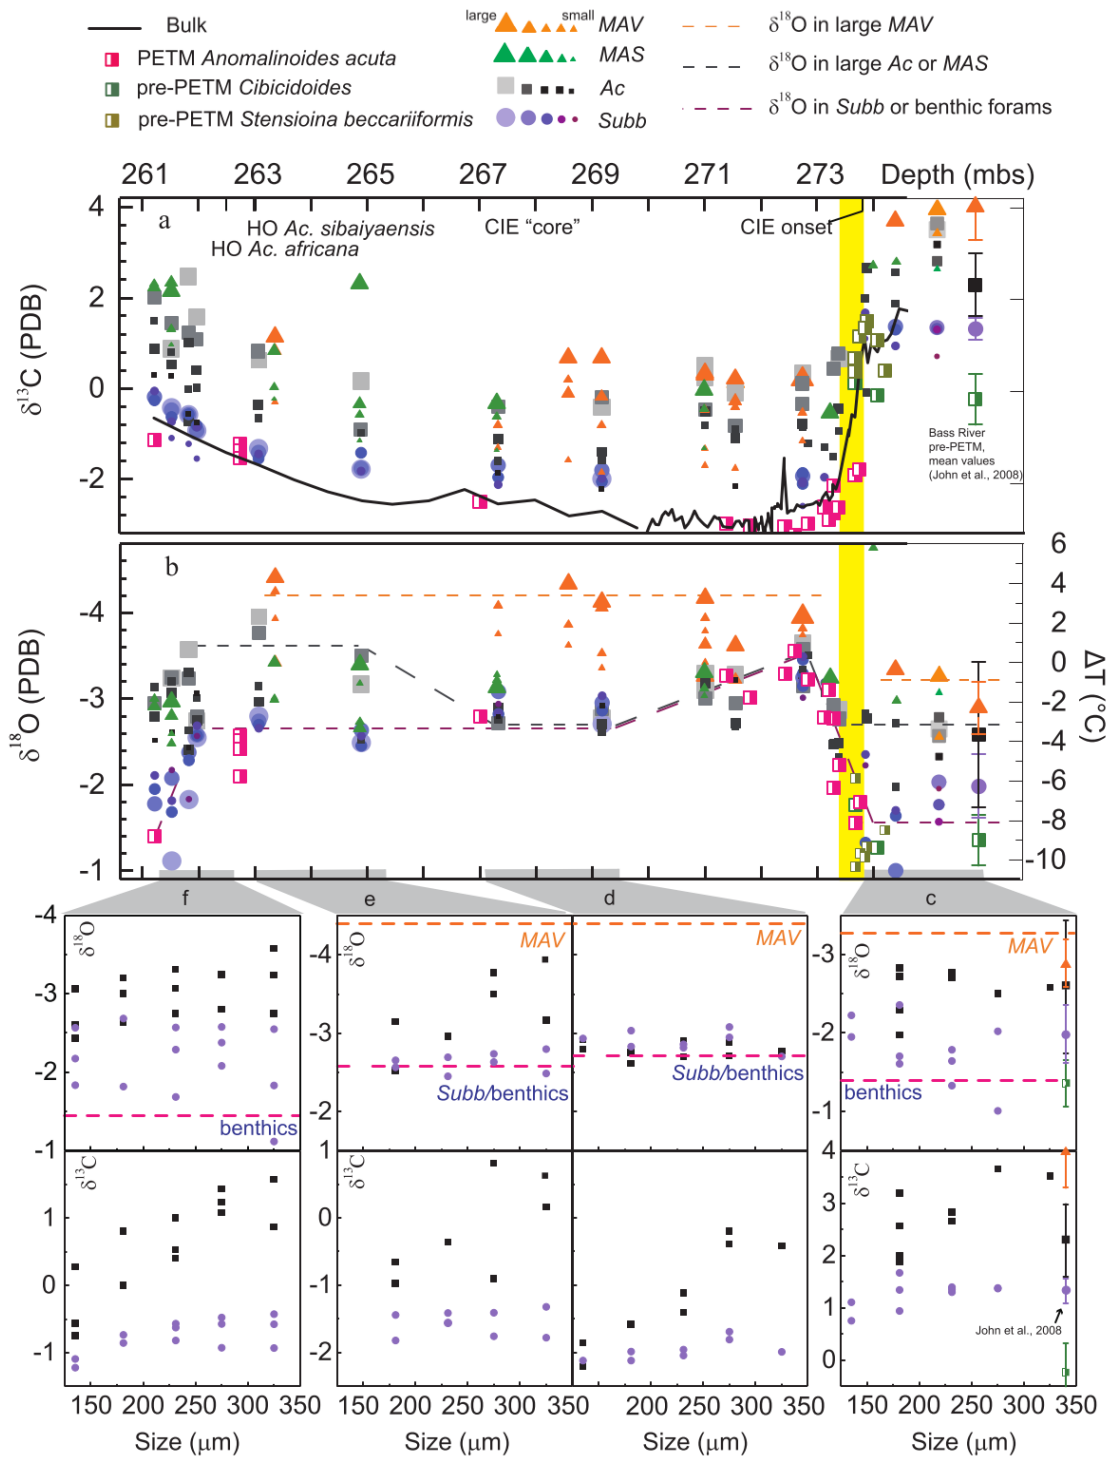 large small
Bulk
MAV
δ18O in large MAV
PETM Anomalinoides acuta
MAS
pre-PETM Cibicidoides
Ac
δ18O in large Ac or MAS
pre-PETM Stensioina beccariiformis
Subb
δ18O in Subb or benthic forams
261 263 265 267 269 271 273 Depth (mbs)
a
HO Ac. sibaiyaensis
HO Ac. africana
CIE “core”
CIE onset
4
2
0
-2
δ13C (PDB)
Bass River
pre-PETM,
mean values
(John et al., 2008)
b
-4
-3
-2
-1
δ18O (PDB)
6
4
2
0
-2
-4
-6
-8
-10
ΔT (°C)
f e d c
-4
-3
-2
-1
δ18O
benthics
-4
-3
-2
1
δ18O
MAV
Subb/benthics
MAV
Subb/benthics
-3
-2
-1
4
δ18O
MAV
benthics
1
0
-1
δ13C
0
-1
-2
3
2
1
0
δ13C
John et al., 2008
150 200 250 300 350
150 200 250 300
150 200 250 300 350
150 200 250 300 350
Size (μm) Size (μm) Size (μm) Size (μm)